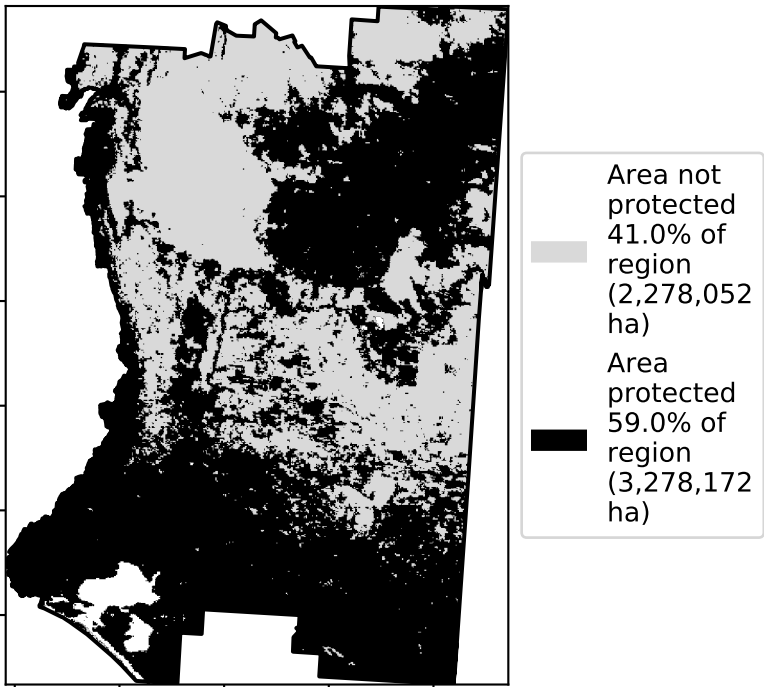 Area not
protected
41.0% of
region
(2,278,052
ha)
Area
protected
59.0% of
region
(3,278,172
ha)